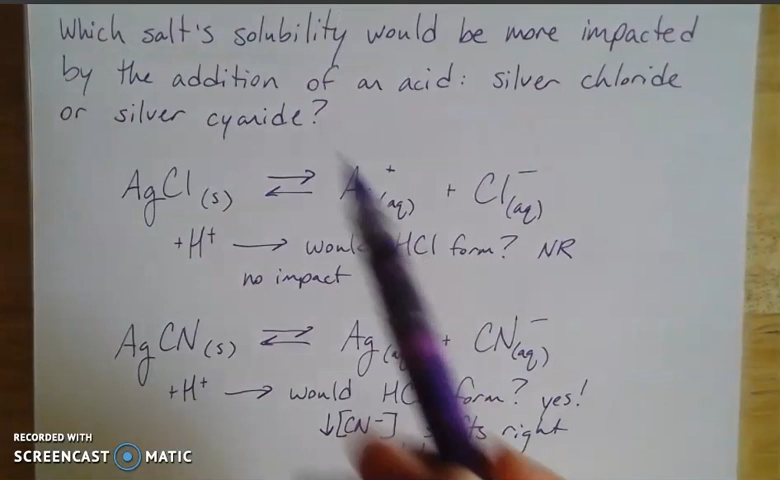 Which salt's solubility would be more impacted
by the addition of an acid: silver chloride
or silver cyanide?
AgCl(s) ⇌ A + (aq) + Cl⁻(aq)
+H⁺ → HCl form? NR
no impact
AgCN(s) ⇌ Ag + CN⁻(aq)
+H⁺ → would form? yes!
↓[CN⁻] right
RECORDED WITH
SCREENCAST MATIC